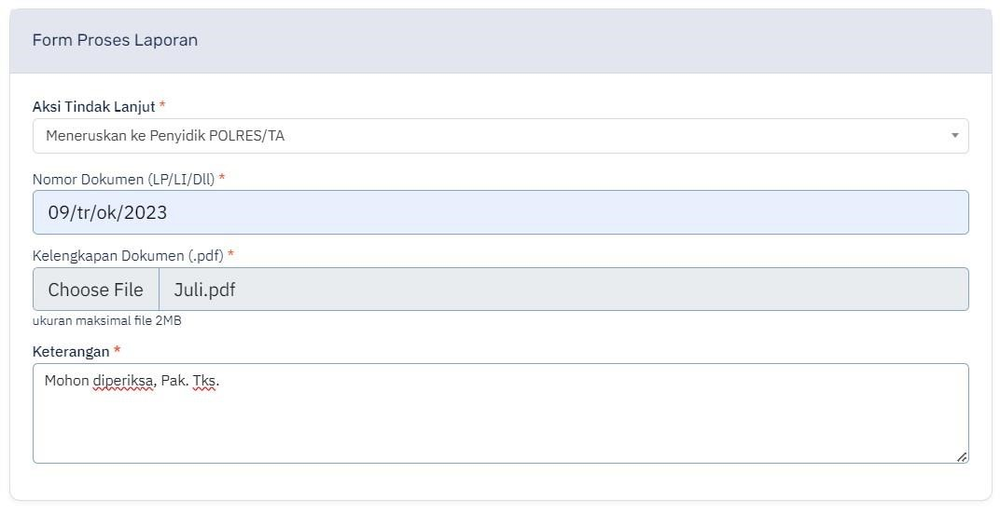 Form Proses Laporan
Aksi Tindak Lanjut *
Meneruskan ke Penyidik POLRES/TA
Nomor Dokumen (LP/LI/Dll) *
09/tr/ok/2023
Kelengkapan Dokumen (.pdf) *
Choose File Juli.pdf
ukuran maksimal file 2MB
Keterangan *
Mohon diperiksa, Pak. Tks.